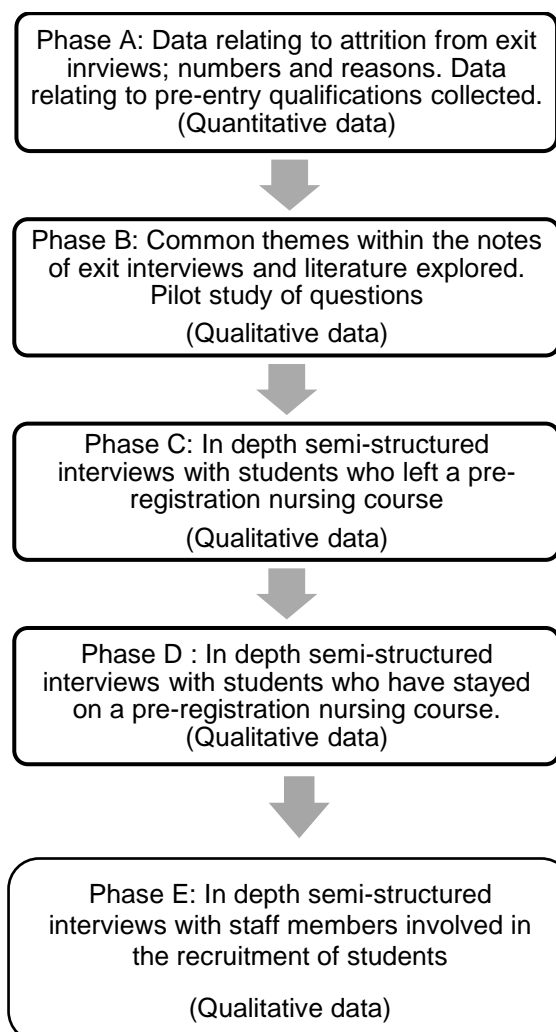 Phase A: Data relating to attrition from exit
inrviews; numbers and reasons. Data
relating to pre-entry qualifications collected.
(Quantitative data)
Phase B: Common themes within the notes
of exit interviews and literature explored.
Pilot study of questions
(Qualitative data)
Phase C: In depth semi-structured
interviews with students who left a pre-
registration nursing course
(Qualitative data)
Phase D : In depth semi-structured
interviews with students who have stayed
on a pre-registration nursing course.
(Qualitative data)
Phase E: In depth semi-structured
interviews with staff members involved in
the recruitment of students
(Qualitative data)